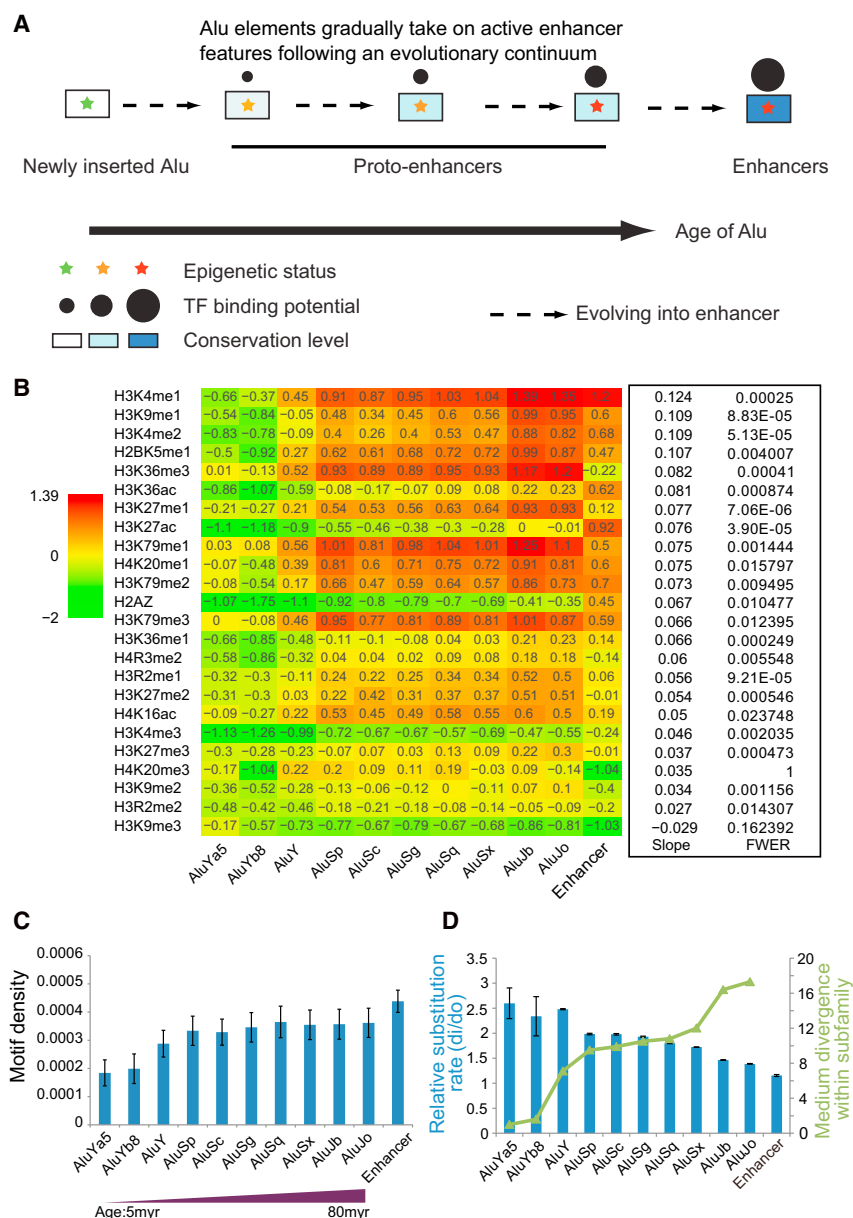 A
Alu elements gradually take on active enhancer
features following an evolutionary continuum
Newly inserted Alu
Proto-enhancers
Enhancers
Age of Alu
Epigenetic status
TF binding potential
Conservation level
Evolving into enhancer
B
1.39
0
−2
H3K4me1 −0.66 −0.37 0.45 0.91 0.87 0.95 1.03 1.04 1.39 1.2 0.124 0.00025
H3K9me1 −0.54 −0.84 −0.05 0.48 0.34 0.45 0.6 0.56 0.99 0.95 0.6 0.109 8.83E-05
H3K4me2 −0.83 −0.78 −0.09 0.4 0.26 0.4 0.53 0.47 0.88 0.82 0.68 0.109 5.13E-05
H2BK5me1 −0.5 −0.92 0.27 0.62 0.61 0.68 0.72 0.72 0.99 0.87 0.47 0.107 0.004007
H3K36me3 0.01 −0.13 0.52 0.93 0.89 0.89 0.95 0.93 1.17 1.2 −0.22 0.082 0.00041
H3K36ac −0.86 −1.07 −0.59 −0.08 −0.17 −0.07 0.09 0.08 0.22 0.23 0.62 0.081 0.000874
H3K27me1 −0.21 −0.27 0.21 0.54 0.53 0.56 0.63 0.64 0.93 0.93 0.12 0.077 7.06E-06
H3K27ac −1.1 −1.18 −0.9 −0.55 −0.46 −0.38 −0.3 −0.28 0 −0.01 0.92 0.076 3.90E-05
H3K79me1 0.03 0.08 0.56 1.01 0.81 0.98 1.04 1.01 1.25 1.1 0.5 0.075 0.001444
H4K20me1 −0.07 −0.48 0.39 0.81 0.6 0.71 0.75 0.72 0.91 0.81 0.6 0.075 0.015797
H3K79me2 −0.08 −0.54 0.17 0.66 0.47 0.59 0.64 0.57 0.86 0.73 0.7 0.073 0.009495
H2AZ −1.07 −1.75 −1.1 −0.92 −0.8 −0.79 −0.7 −0.69 −0.41 −0.35 0.45 0.067 0.010477
H3K79me3 0 −0.08 0.46 0.95 0.77 0.81 0.89 0.81 1.01 0.87 0.59 0.066 0.012395
H3K36me1 −0.66 −0.85 −0.48 −0.11 −0.1 −0.08 0.04 0.03 0.21 0.23 0.14 0.066 0.000249
H4R3me2 −0.58 −0.86 −0.32 0.04 0.04 0.02 0.09 0.08 0.18 0.18 −0.14 0.06 0.005548
H3R2me1 −0.32 −0.3 −0.11 0.24 0.22 0.25 0.34 0.34 0.52 0.5 0.06 0.056 9.21E-05
H3K27me2 −0.31 −0.3 0.03 0.22 0.42 0.31 0.37 0.37 0.51 0.51 −0.01 0.054 0.000546
H4K16ac −0.09 −0.27 0.22 0.53 0.45 0.49 0.58 0.55 0.6 0.5 0.19 0.05 0.023748
H3K4me3 −1.13 −1.26 −0.99 −0.72 −0.67 −0.67 −0.57 −0.69 −0.47 −0.55 −0.24 0.046 0.002035
H3K27me3 −0.3 −0.28 −0.23 −0.07 0.07 0.03 0.13 0.09 0.22 0.3 −0.01 0.037 0.000473
H4K20me3 −0.17 −1.04 0.22 0.2 0.09 0.11 0.19 −0.03 0.09 −0.14 −1.04 0.035 1
H3K9me2 −0.36 −0.52 −0.28 −0.13 −0.06 −0.12 0 −0.11 0.07 0.1 −0.4 0.034 0.001156
H3R2me2 −0.48 −0.42 −0.46 −0.18 −0.21 −0.18 −0.08 −0.14 −0.05 −0.09 −0.2 0.027 0.014307
H3K9me3 −0.17 −0.57 −0.73 −0.77 −0.67 −0.79 −0.67 −0.68 −0.86 −0.81 −1.03 −0.029 0.162392
Slope FWER
AluYa5 AluYb8 AluY AluSp AluSc AluSg AluSq AluSx AluJb AluJo Enhancer
C
Motif density
0.0006
0.0005
0.0004
0.0003
0.0002
0.0001
0
AluYa5 AluYb8 AluY AluSp AluSc AluSg AluSq AluSx AluJb AluJo Enhancer
Age:5myr 80myr
D
Relative substitution
rate (di/do)
3.5
3
2.5
2
1.5
1
0.5
0
20
16
12
8
4
0
Medium divergence
within subfamily
AluYa5 AluYb8 AluY AluSp AluSc AluSg AluSq AluSx AluJb AluJo Enhancer